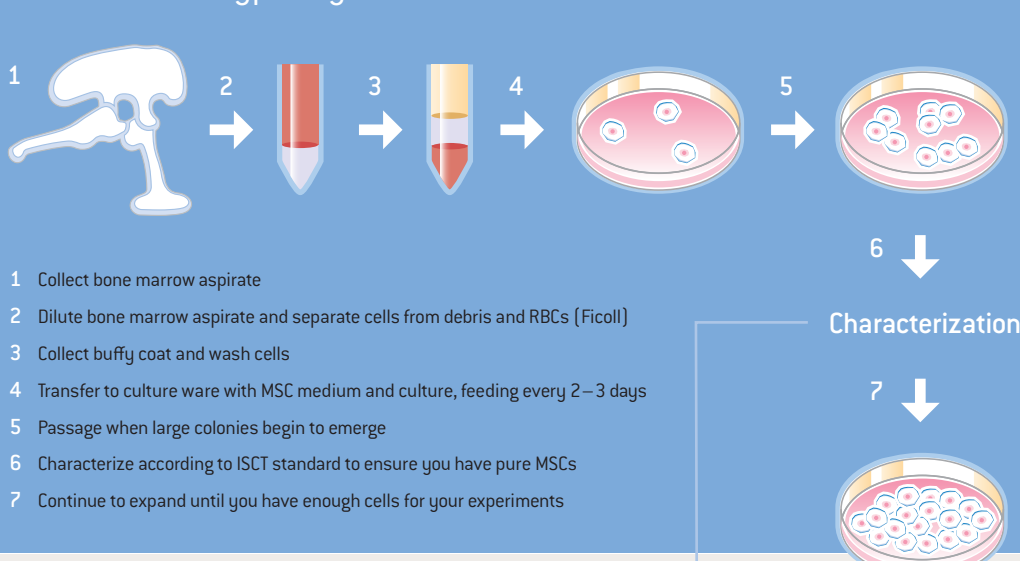 1
2
3
4
5
6
Characterization
7
1 Collect bone marrow aspirate
2 Dilute bone marrow aspirate and separate cells from debris and RBCs (Ficoll)
3 Collect buffy coat and wash cells
4 Transfer to culture ware with MSC medium and culture, feeding every 2–3 days
5 Passage when large colonies begin to emerge
6 Characterize according to ISCT standard to ensure you have pure MSCs
7 Continue to expand until you have enough cells for your experiments